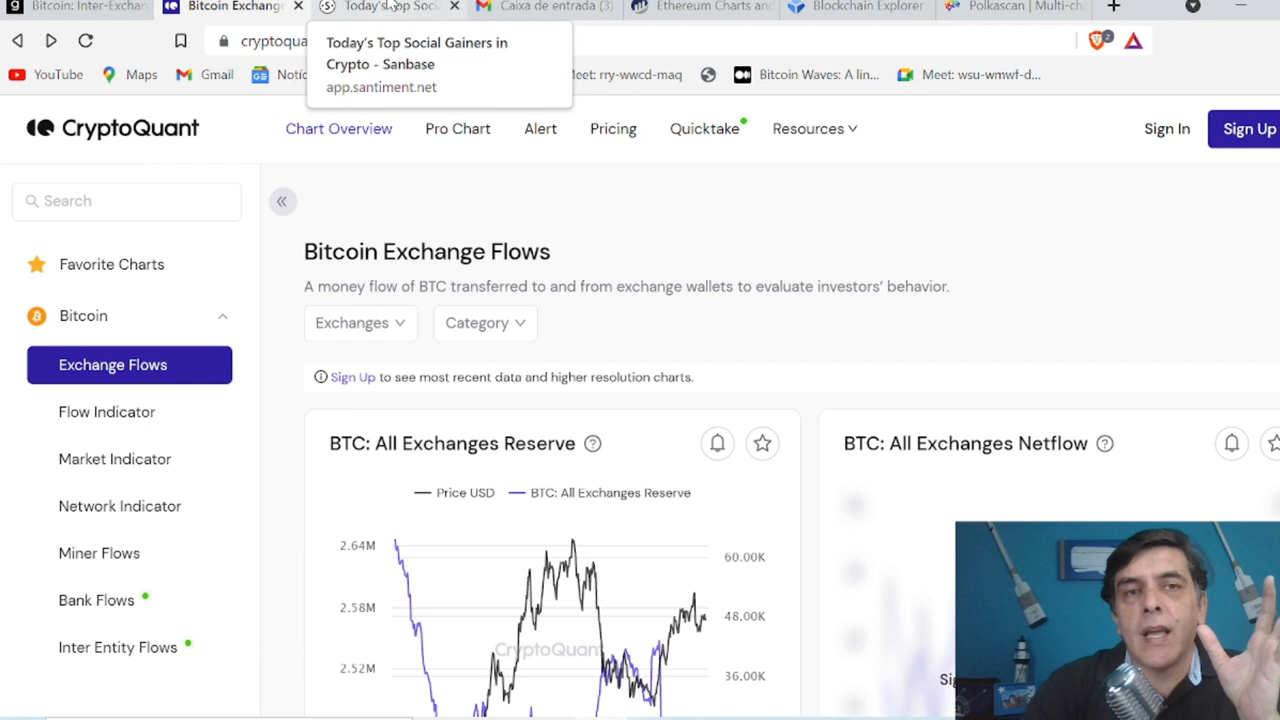 Bitcoin: Inter-Exchan
Bitcoin Exchang
Today's Top Soci
Caixa de entrada (3)
Ethereum Charts and
Blockchain Explorer
Polkascan | Multi-cha
cryptoqua
2
Today's Top Social Gainers in
Crypto - Sanbase
app.santiment.net
YouTube
Maps
Gmail
Notíc
Meet: rry-wwcd-maq
Bitcoin Waves: A lin...
Meet: wsu-wmwf-d...
CryptoQuant
Chart Overview
Pro Chart
Alert
Pricing
Quicktake
Resources
Sign In
Sign Up
Search
Favorite Charts
Bitcoin
Exchange Flows
Flow Indicator
Market Indicator
Network Indicator
Miner Flows
Bank Flows
Inter Entity Flows
Bitcoin Exchange Flows
A money flow of BTC transferred to and from exchange wallets to evaluate investors' behavior.
Exchanges
Category
Sign Up to see most recent data and higher resolution charts.
BTC: All Exchanges Reserve
Price USD
BTC: All Exchanges Reserve
2.64M
2.58M
2.52M
60.00K
48.00K
36.00K
CryptoQuant
BTC: All Exchanges Netflow